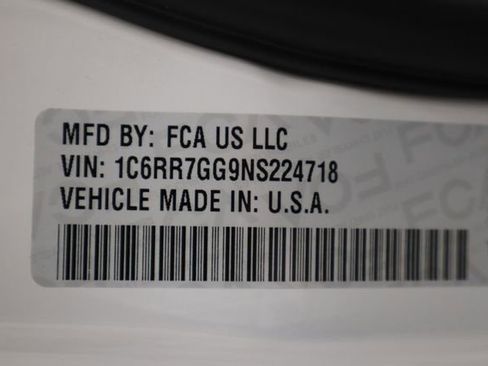 MFD BY: FCA US LLC
VIN: 1C6RR7GG9NS224718
VEHICLE MADE IN: U.S.A.